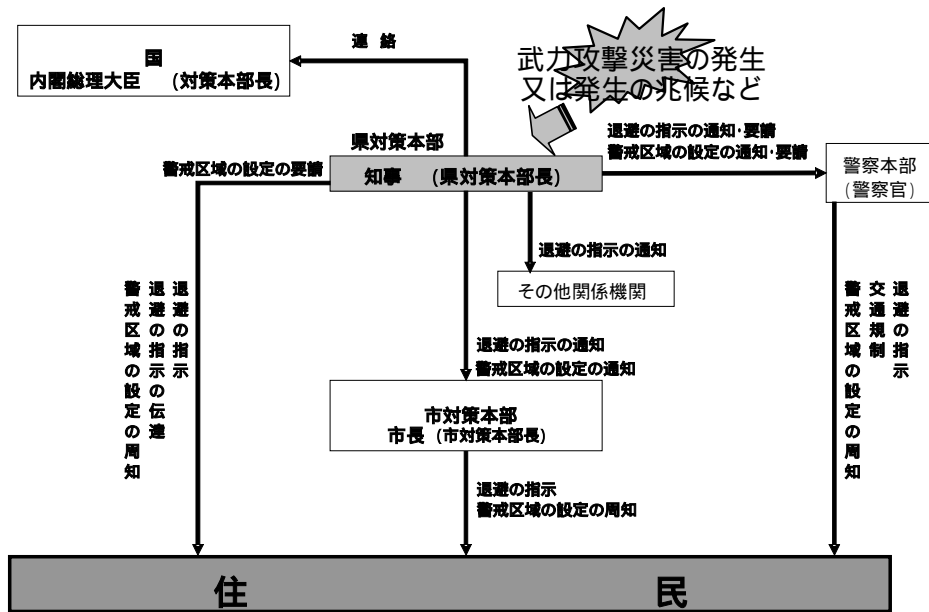 国
内閣総理大臣 (対策本部長)
連 絡
武力攻撃災害の発生
又は発生の兆候など
県対策本部
知事 (県対策本部長)
退避の指示の通知・要請
警戒区域の設定の通知・要請
警察本部
(警察官)
警戒区域の設定の要請
退避の指示の通知
その他関係機関
退避の指示
退避の指示の伝達
警戒区域の設定の周知
退避の指示の通知
警戒区域の設定の通知
市対策本部
市長 (市対策本部長)
退避の指示
警戒区域の設定の周知
退避の指示
交通規制
警戒区域の設定の周知
住 民